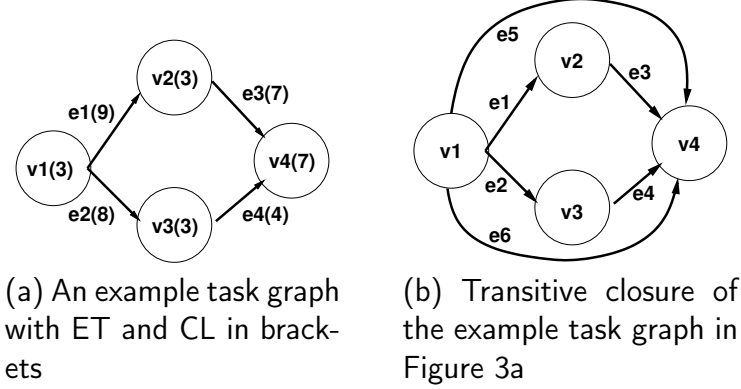 v2(3)
e1(9)
e3(7)
v1(3)
v4(7)
e2(8)
v3(3)
e4(4)
(a) An example task graph
with ET and CL in brack-
ets
e5
v2
e1
e3
v1
v4
e2
e4
v3
e6
(b) Transitive closure of
the example task graph in
Figure 3a